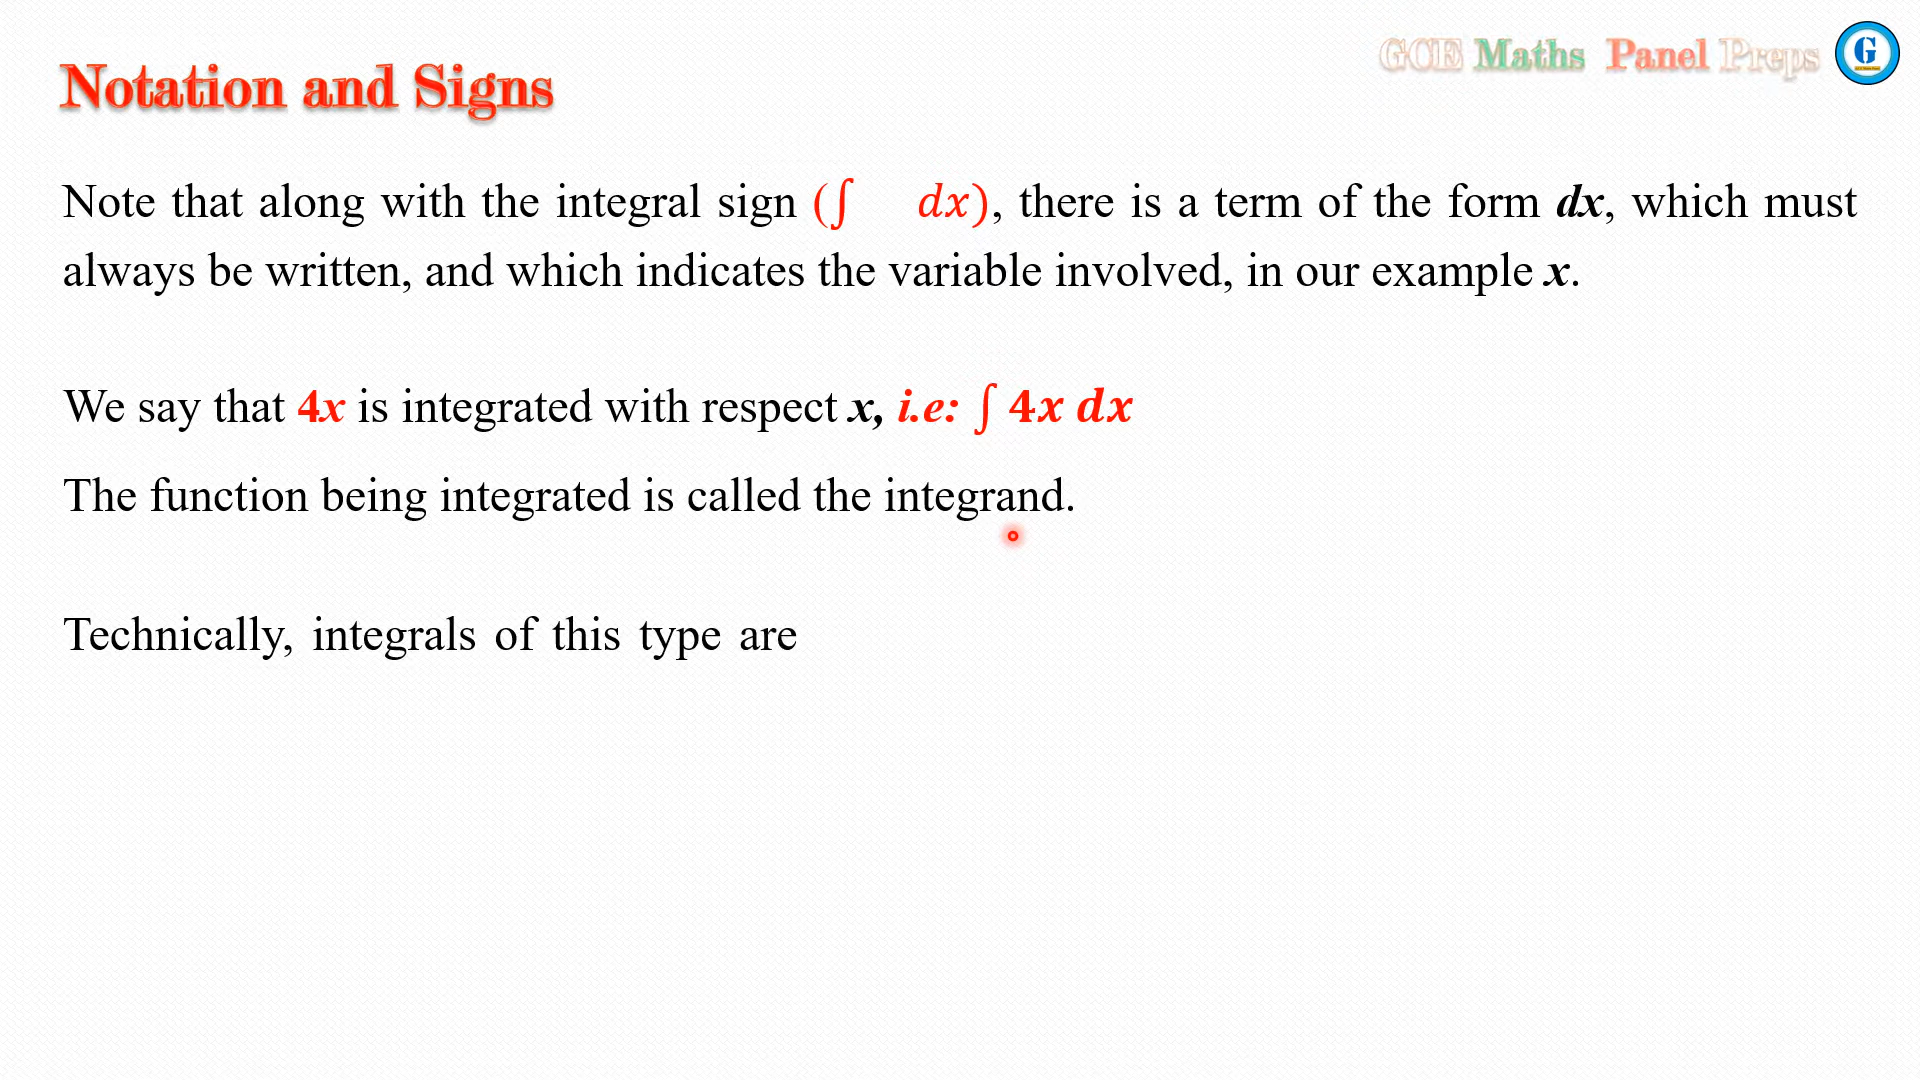 GCE Maths Panel Preps G
Notation and Signs
Note that along with the integral sign (∫ dx), there is a term of the form dx, which must
always be written, and which indicates the variable involved, in our example x.
We say that 4x is integrated with respect x, i.e: ∫ 4x dx
The function being integrated is called the integrand.
Technically, integrals of this type are